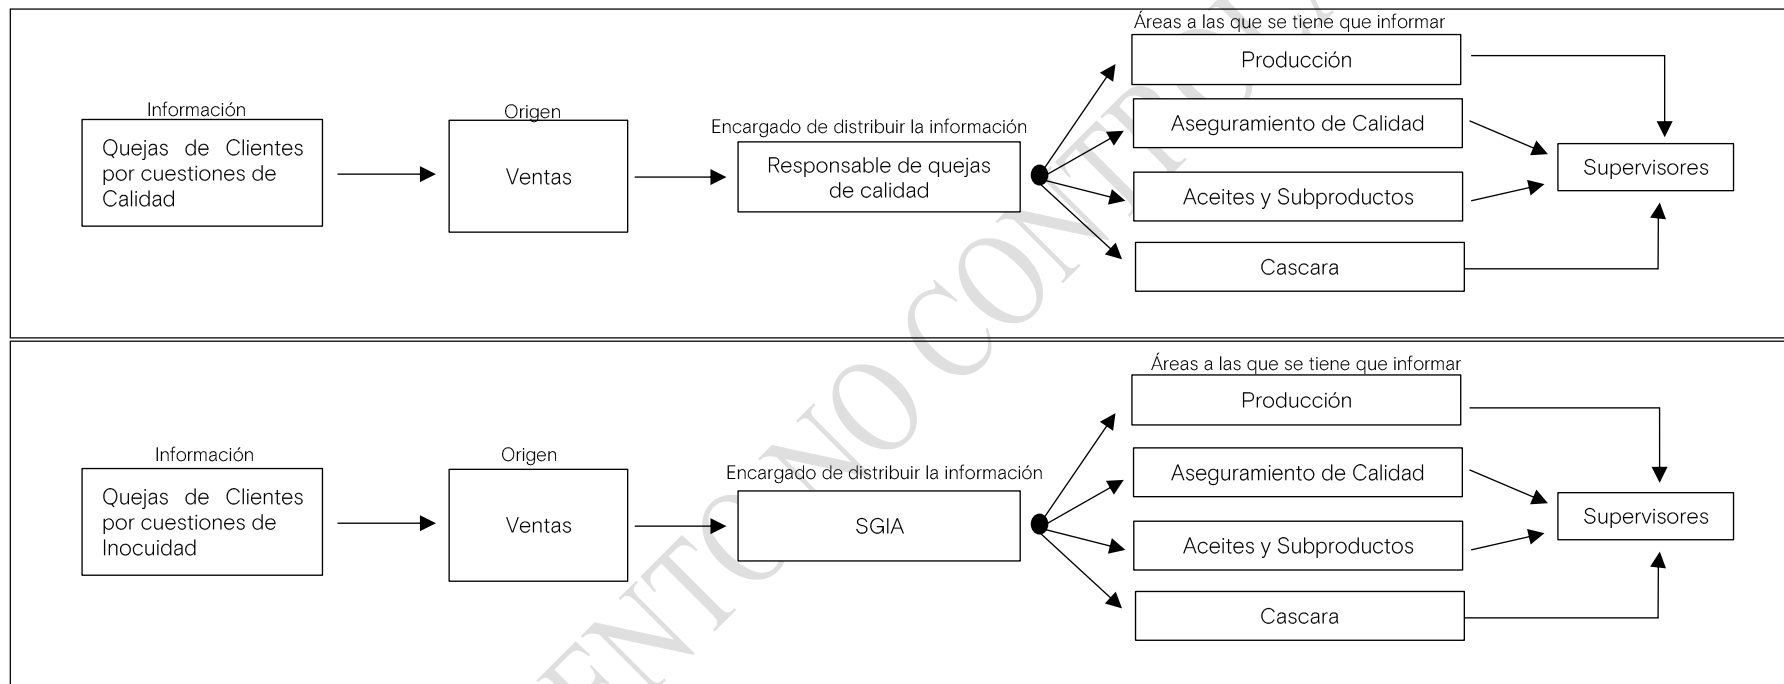 Áreas a las que se tiene que informar
Producción
Información
Origen
Encargado de distribuir la información
Quejas de Clientes
por cuestiones de
Calidad
Ventas
Responsable de quejas
de calidad
Aseguramiento de Calidad
Aceites y Subproductos
Cascara
Supervisores
Áreas a las que se tiene que informar
Producción
Información
Origen
Encargado de distribuir la información
Quejas de Clientes
por cuestiones de
Inocuidad
Ventas
SGIA
Aseguramiento de Calidad
Aceites y Subproductos
Cascara
Supervisores
NO